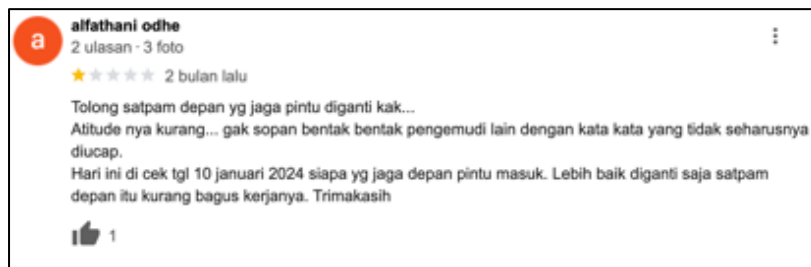 a
alfathani odhe
2 ulasan · 3 foto
2 bulan lalu
Tolong satpam depan yg jaga pintu diganti kak...
Atitude nya kurang... gak sopan bentak bentak pengemudi lain dengan kata kata yang tidak seharusnya
diucap.
Hari ini di cek tgl 10 januari 2024 siapa yg jaga depan pintu masuk. Lebih baik diganti saja satpam
depan itu kurang bagus kerjanya. Trimakasih
1